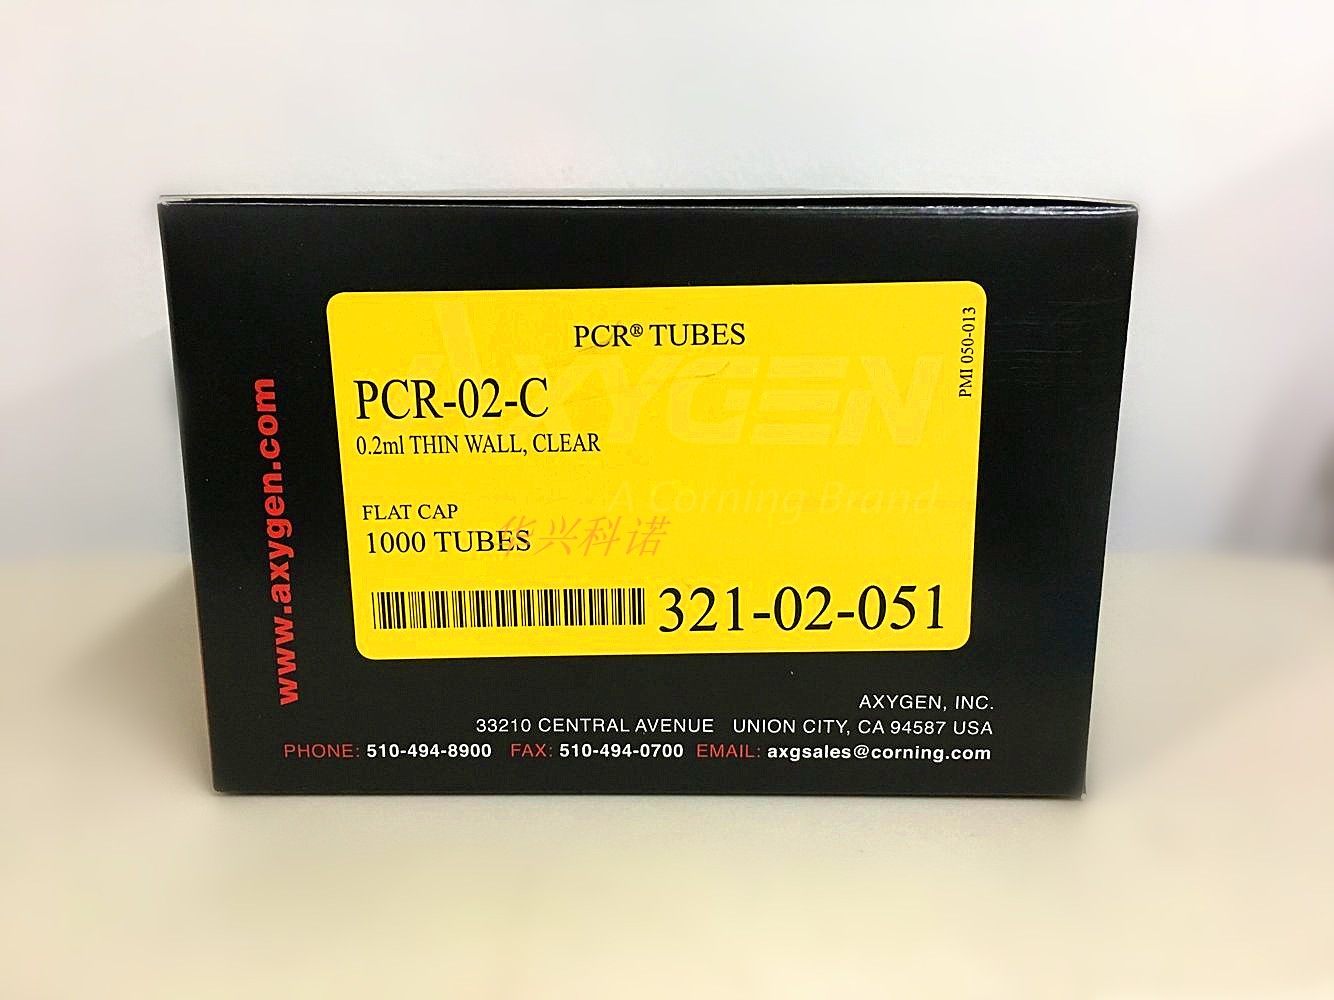 PCR® TUBES
PCR-02-C
0.2ml THIN WALL, CLEAR
FLAT CAP
1000 TUBES
321-02-051
PMI 050-013
AXYGEN
A Corning Brand
华兴科诺
www.axygen.com
AXYGEN, INC.
33210 CENTRAL AVENUE UNION CITY, CA 94587 USA
PHONE: 510-494-8900 FAX: 510-494-0700 EMAIL: axgsales@corning.com